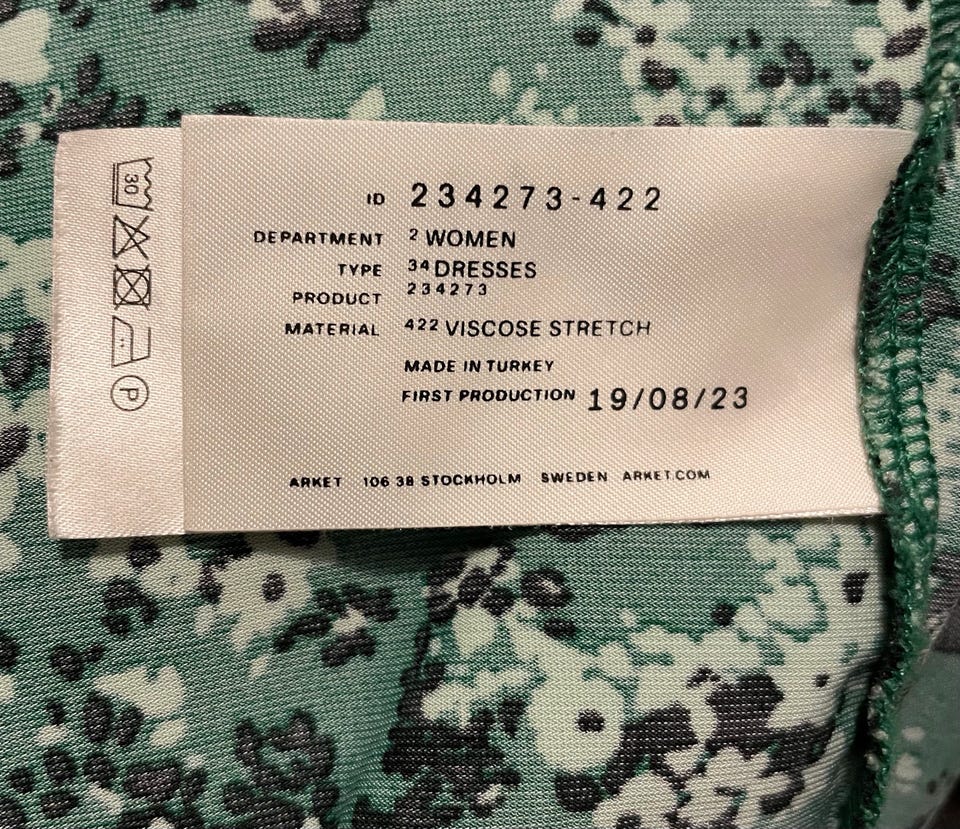 ID 234273-422
DEPARTMENT 2 WOMEN
TYPE 34 DRESSES
PRODUCT 234273
MATERIAL 422 VISCOSE STRETCH
MADE IN TURKEY
FIRST PRODUCTION 19/08/23
ARKET 106 38 STOCKHOLM SWEDEN ARKET.COM
30
P